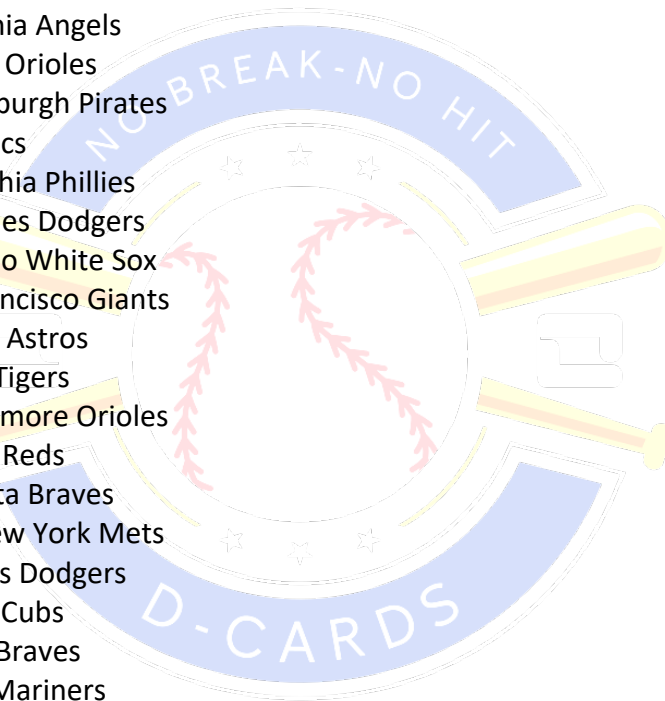 nia Angels
Orioles
burgh Pirates
cs
hia Phillies
es Dodgers
o White Sox
ncisco Giants
Astros
Tigers
more Orioles
Reds
ta Braves
ew York Mets
s Dodgers
Cubs
Braves
Mariners
NO BREAK-NO HIT
D-CARDS